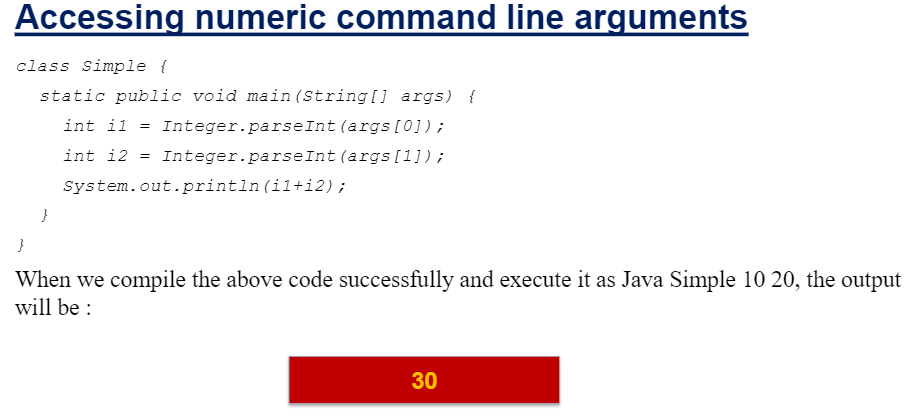 Accessing numeric command line arguments
class Simple {
static public void main(String[] args) {
int i1 = Integer.parseInt(args[0]);
int i2 = Integer.parseInt(args[1]);
System.out.println(i1+i2);
}
}
When we compile the above code successfully and execute it as Java Simple 10 20, the output
will be :
30